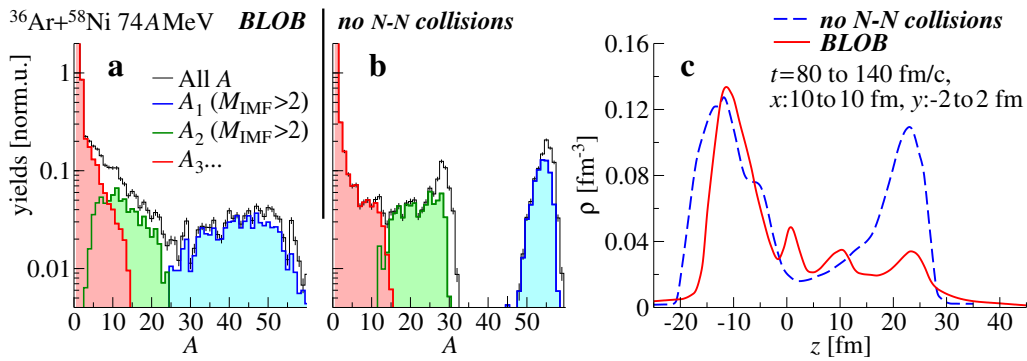 ³⁶Ar+⁵⁸Ni 74AMeV BLOB
no N-N collisions
a
All A
A₁ (M_IMF>2)
A₂ (M_IMF>2)
A₃...
yields [norm.u.]
1
0.1
0.01
0 10 20 30 40 50
A
b
0 10 20 30 40 50
A
no N-N collisions
BLOB
c
t=80 to 140 fm/c,
x:10 to 10 fm, y:-2 to 2 fm
ρ [fm⁻³]
0.16
0.12
0.08
0.04
0
-20 -10 0 10 20 30 40
z [fm]